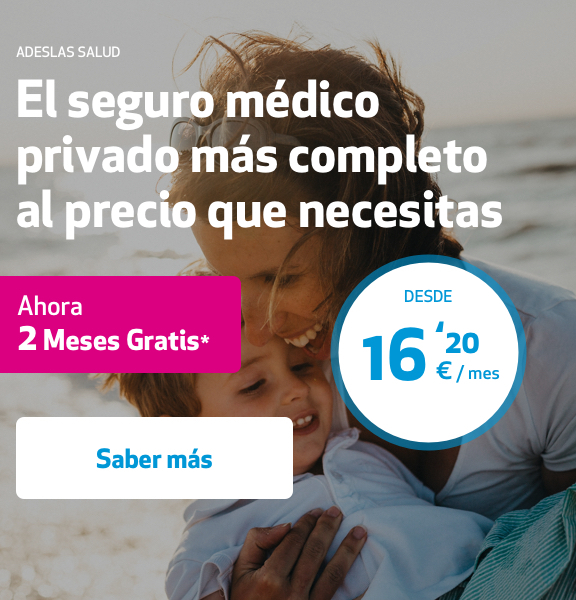 ADESLAS SALUD
El seguro médico
privado más completo
al precio que necesitas
Ahora
2 Meses Gratis*
DESDE
16‘20
€ / mes
Saber más